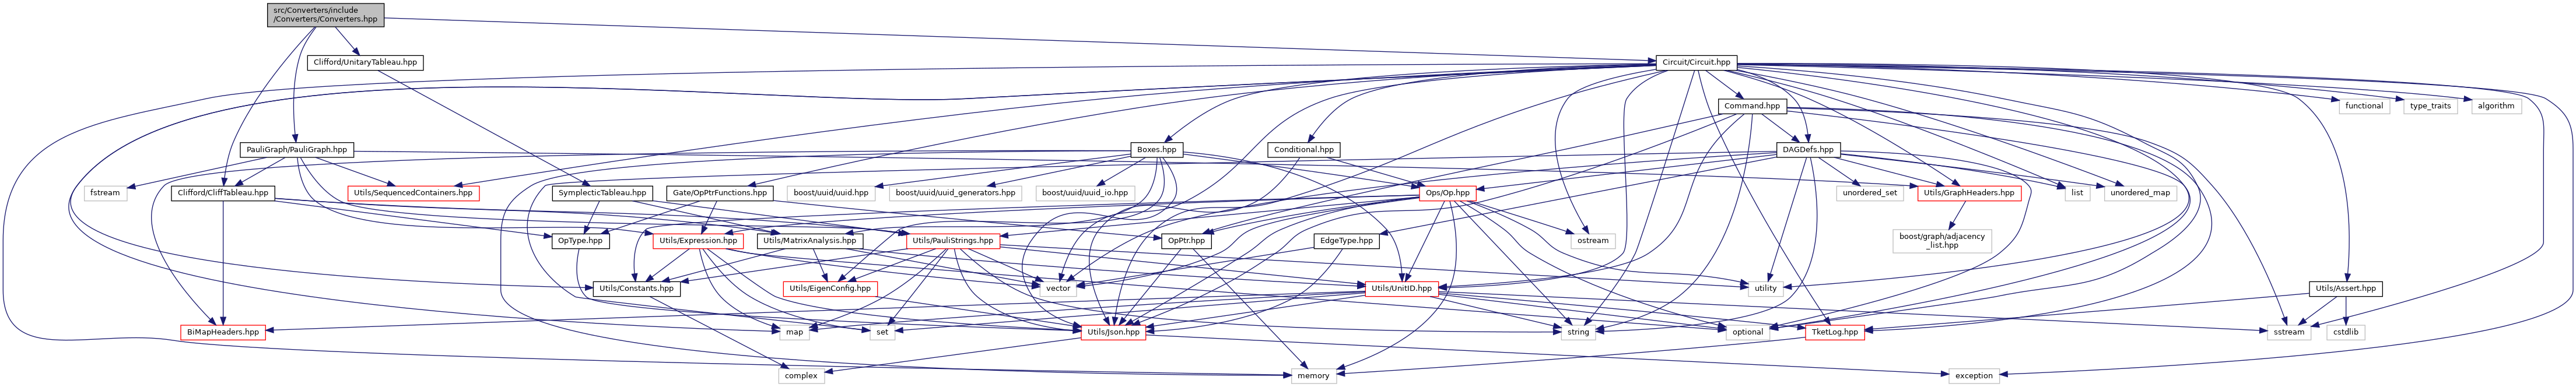 src/Converters/include
/Converters/Converters.hpp
Clifford/UnitaryTableau.hpp
Circuit/Circuit.hpp
Command.hpp
functional
type_traits
algorithm
PauliGraph/PauliGraph.hpp
Boxes.hpp
Conditional.hpp
DAGDefs.hpp
fstream
Clifford/CliffTableau.hpp
Utils/SequencedContainers.hpp
SymplecticTableau.hpp
Gate/OpPtrFunctions.hpp
boost/uuid/uuid.hpp
boost/uuid/uuid_generators.hpp
boost/uuid/uuid_io.hpp
Ops/Op.hpp
unordered_set
Utils/GraphHeaders.hpp
list
unordered_map
OpType.hpp
Utils/Expression.hpp
Utils/MatrixAnalysis.hpp
Utils/PauliStrings.hpp
OpPtr.hpp
EdgeType.hpp
ostream
boost/graph/adjacency
_list.hpp
Utils/Constants.hpp
Utils/EigenConfig.hpp
vector
Utils/UnitID.hpp
utility
Utils/Assert.hpp
BiMapHeaders.hpp
map
set
Utils/Json.hpp
string
optional
TketLog.hpp
sstream
cstdlib
complex
memory
exception